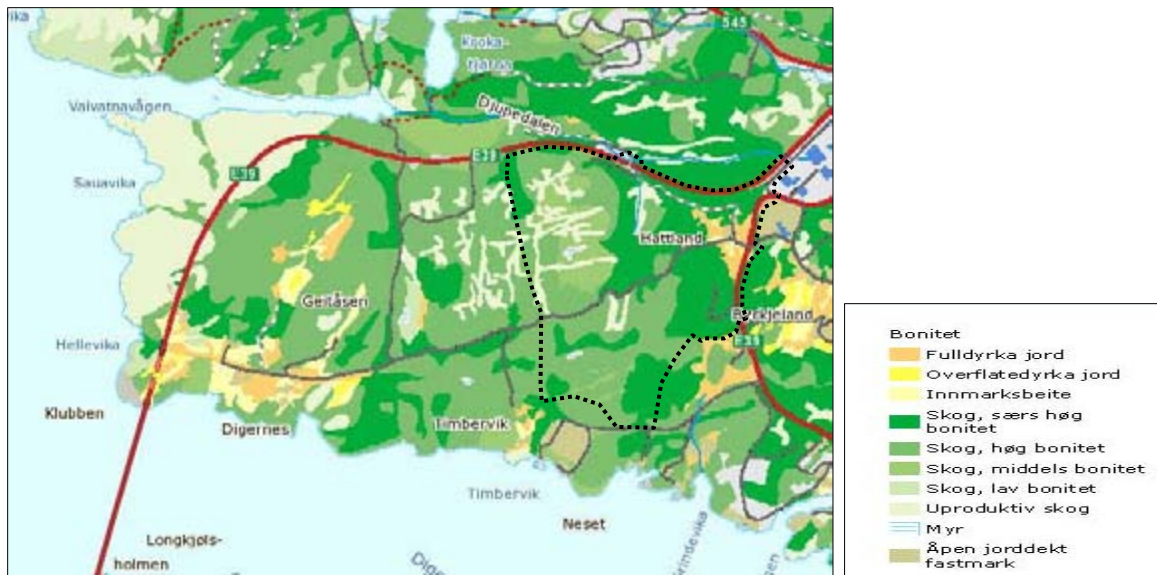 545
Kroka-
tjørna
Vaivatnavågen
Djupedalen
E39
E39
Sauavika
Hattland
Geitåsen
E39
Hellevika
Klubben
Digernes
Timbervik
Timbervik
Neset
Longkjøls-
holmen
Bonitet
Fulldyrka jord
Overflatedyrka jord
Innmarksbeite
Skog, særs høg
bonitet
Skog, høg bonitet
Skog, middels bonitet
Skog, lav bonitet
Uproduktiv skog
Myr
Åpen jorddekt
fastmark